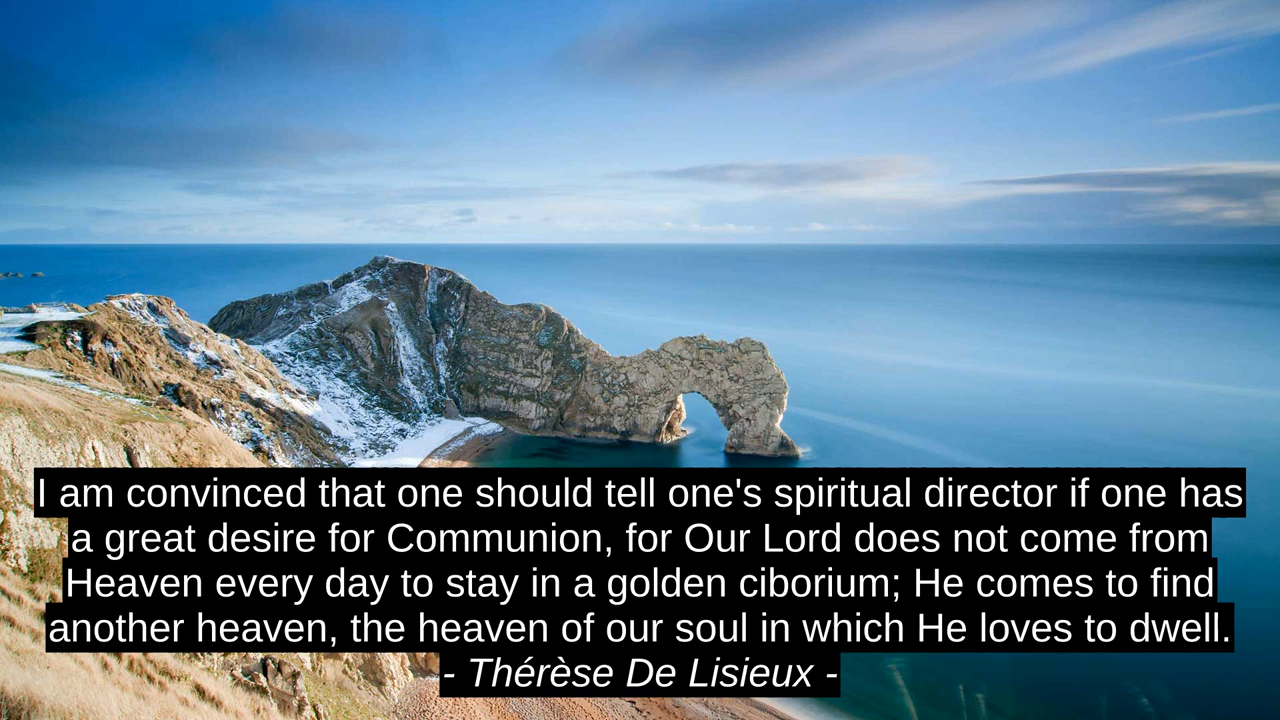 I am convinced that one should tell one's spiritual director if one has
a great desire for Communion, for Our Lord does not come from
Heaven every day to stay in a golden ciborium; He comes to find
another heaven, the heaven of our soul in which He loves to dwell.
- Thérèse De Lisieux -